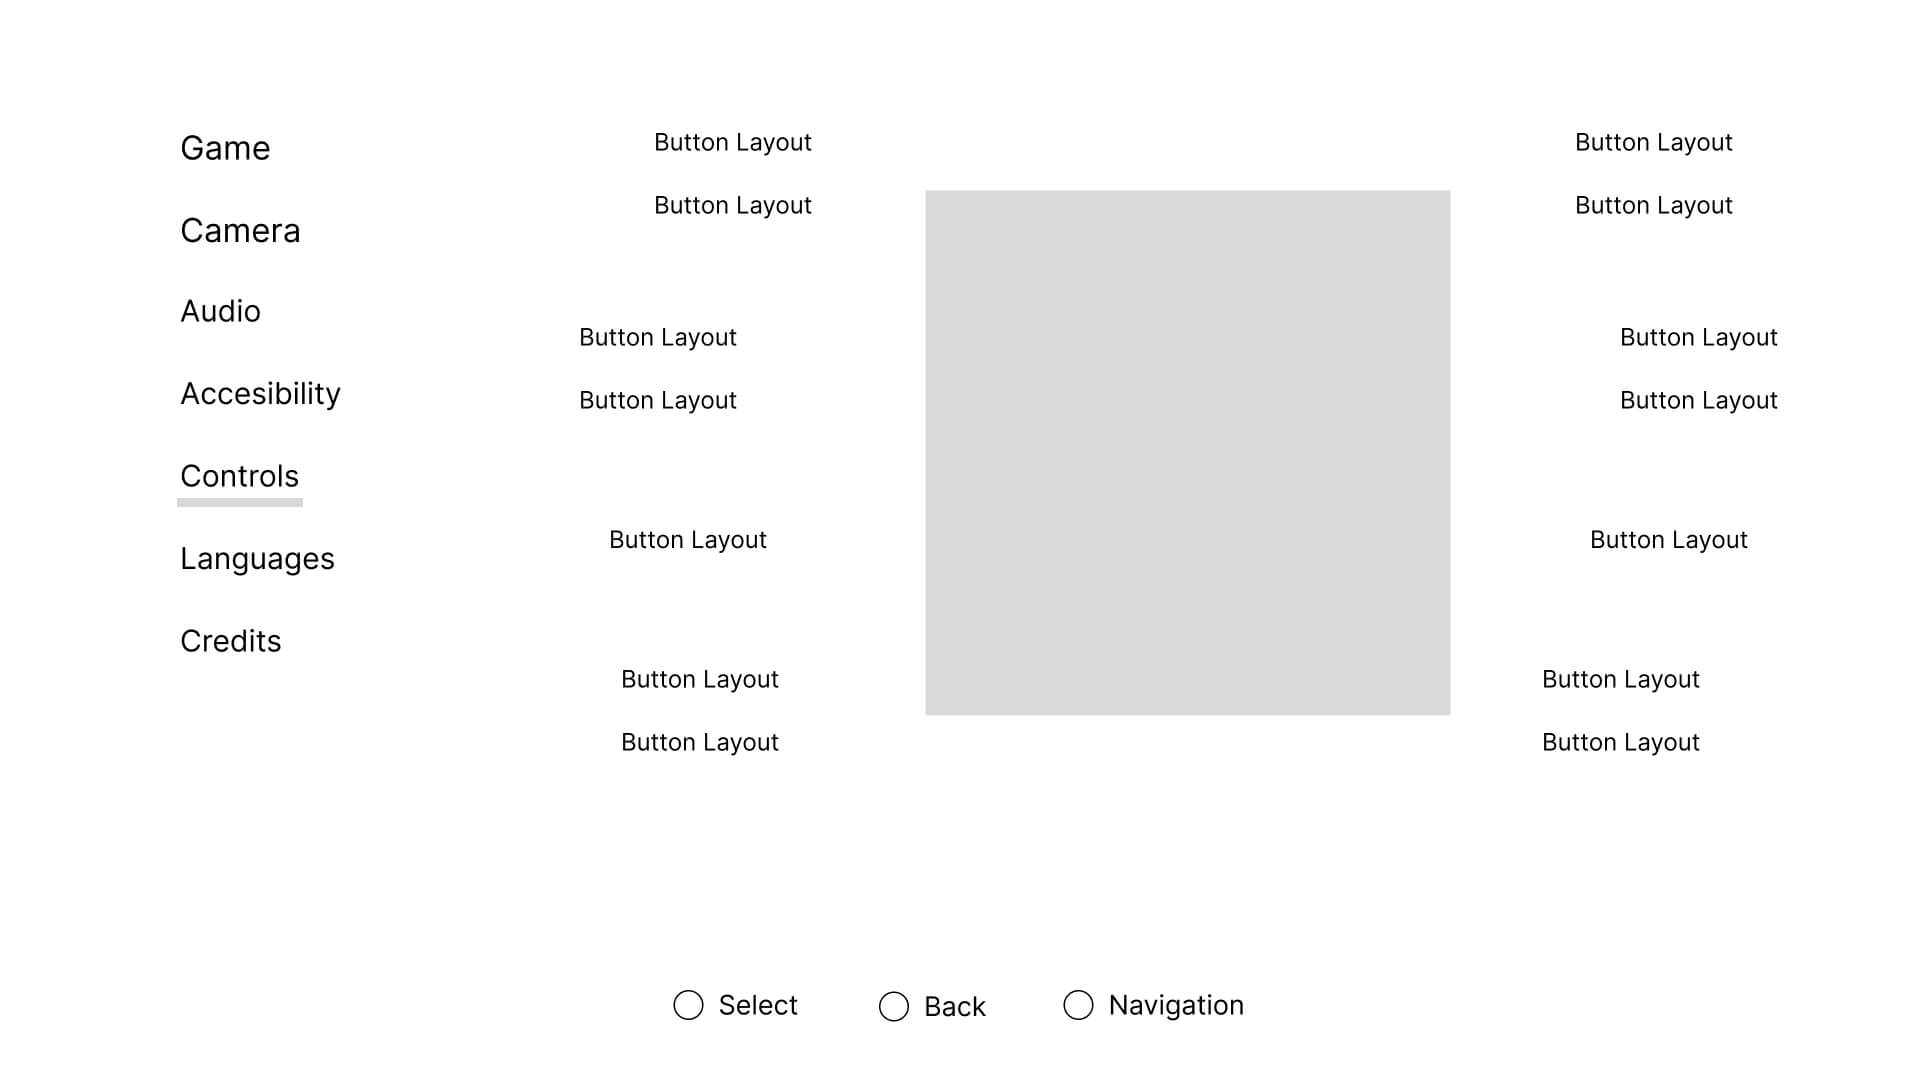 Game
Camera
Audio
Accesibility
Controls
Languages
Credits
Button Layout
Button Layout
Button Layout
Button Layout
Button Layout
Button Layout
Button Layout
Button Layout
Button Layout
Button Layout
Button Layout
Button Layout
Button Layout
Button Layout
Select
Back
Navigation